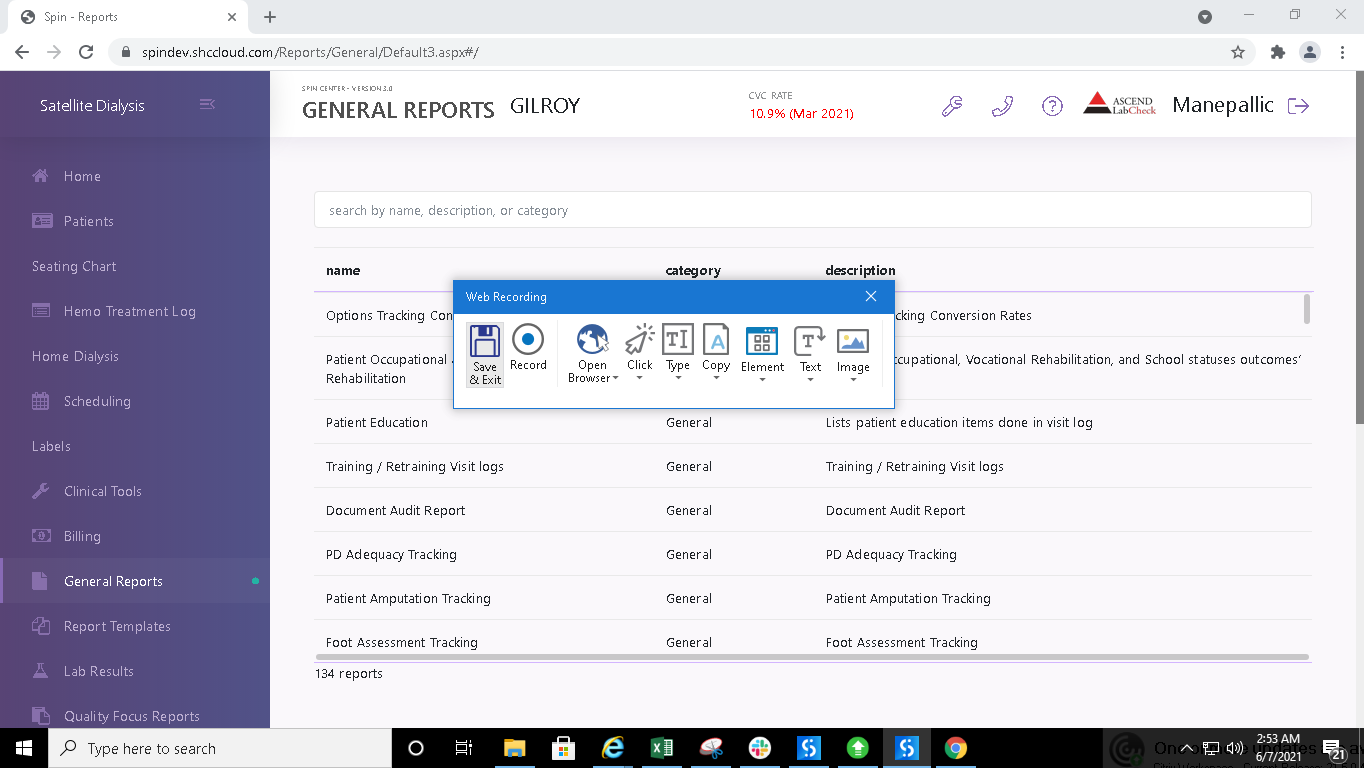 Spin - Reports
spindev.shccloud.com/Reports/General/Default3.aspx#/
Satellite Dialysis
SPIN CENTER - VERSION 3.0
GENERAL REPORTS GILROY
CVC RATE
10.9% (Mar 2021)
ASCEND
LabCheck
Manepallic
Home
Patients
Seating Chart
Hemo Treatment Log
Home Dialysis
Scheduling
Labels
Clinical Tools
Billing
General Reports
Report Templates
Lab Results
Quality Focus Reports
search by name, description, or category
name category description
Options Tracking Con
cking Conversion Rates
Patient Occupational
ccupational, Vocational Rehabilitation, and School statuses outcomes’
Rehabilitation
Web Recording
Save
& Exit
Record
Open
Browser
Click
Type
Copy
Element
Text
Image
Patient Education General Lists patient education items done in visit log
Training / Retraining Visit logs General Training / Retraining Visit logs
Document Audit Report General Document Audit Report
PD Adequacy Tracking General PD Adequacy Tracking
Patient Amputation Tracking General Patient Amputation Tracking
Foot Assessment Tracking General Foot Assessment Tracking
134 reports
Type here to search
2:53 AM
6/7/2021
21